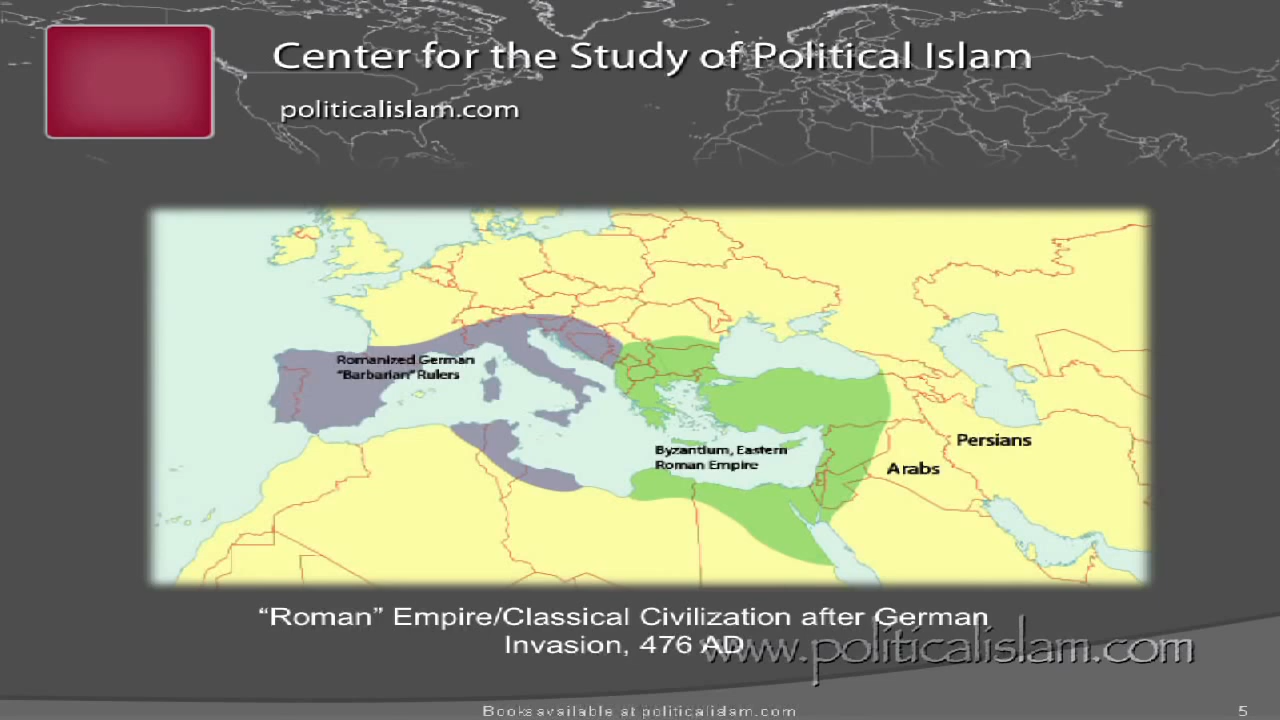 Center for the Study of Political Islam
politicalislam.com
Romanized German
"Barbarian" Rulers
Byzantium, Eastern
Roman Empire
Persians
Arabs
“Roman” Empire/Classical Civilization after German
Invasion, 476 AD
www.politicalislam.com
Books available at politicalislam.com
5